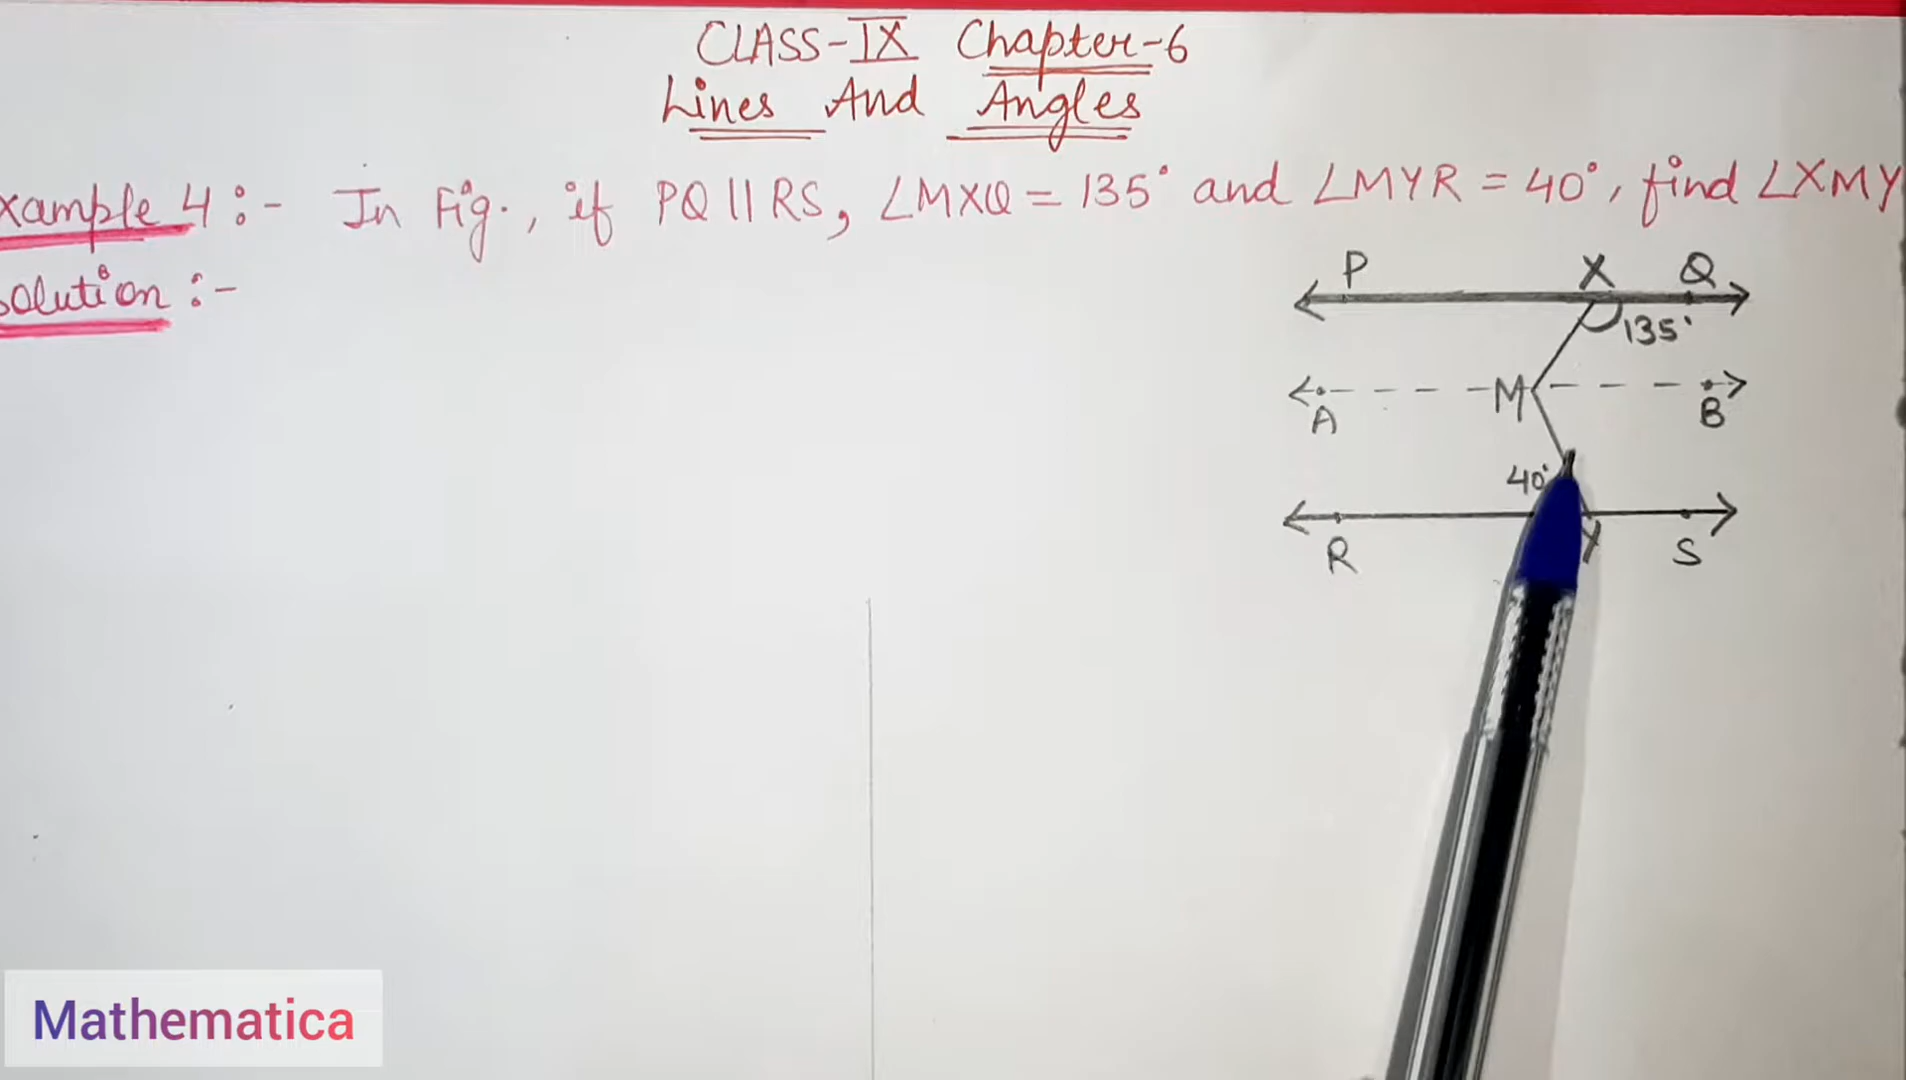 CLASS-IX Chapter-6
Lines And Angles
xample 4:- In Fig., if PQ || RS, ∠MXQ = 135° and ∠MYR = 40°, find ∠XMY
solution :-
P X Q
135°
A M B
40°
R Y S
Mathematica